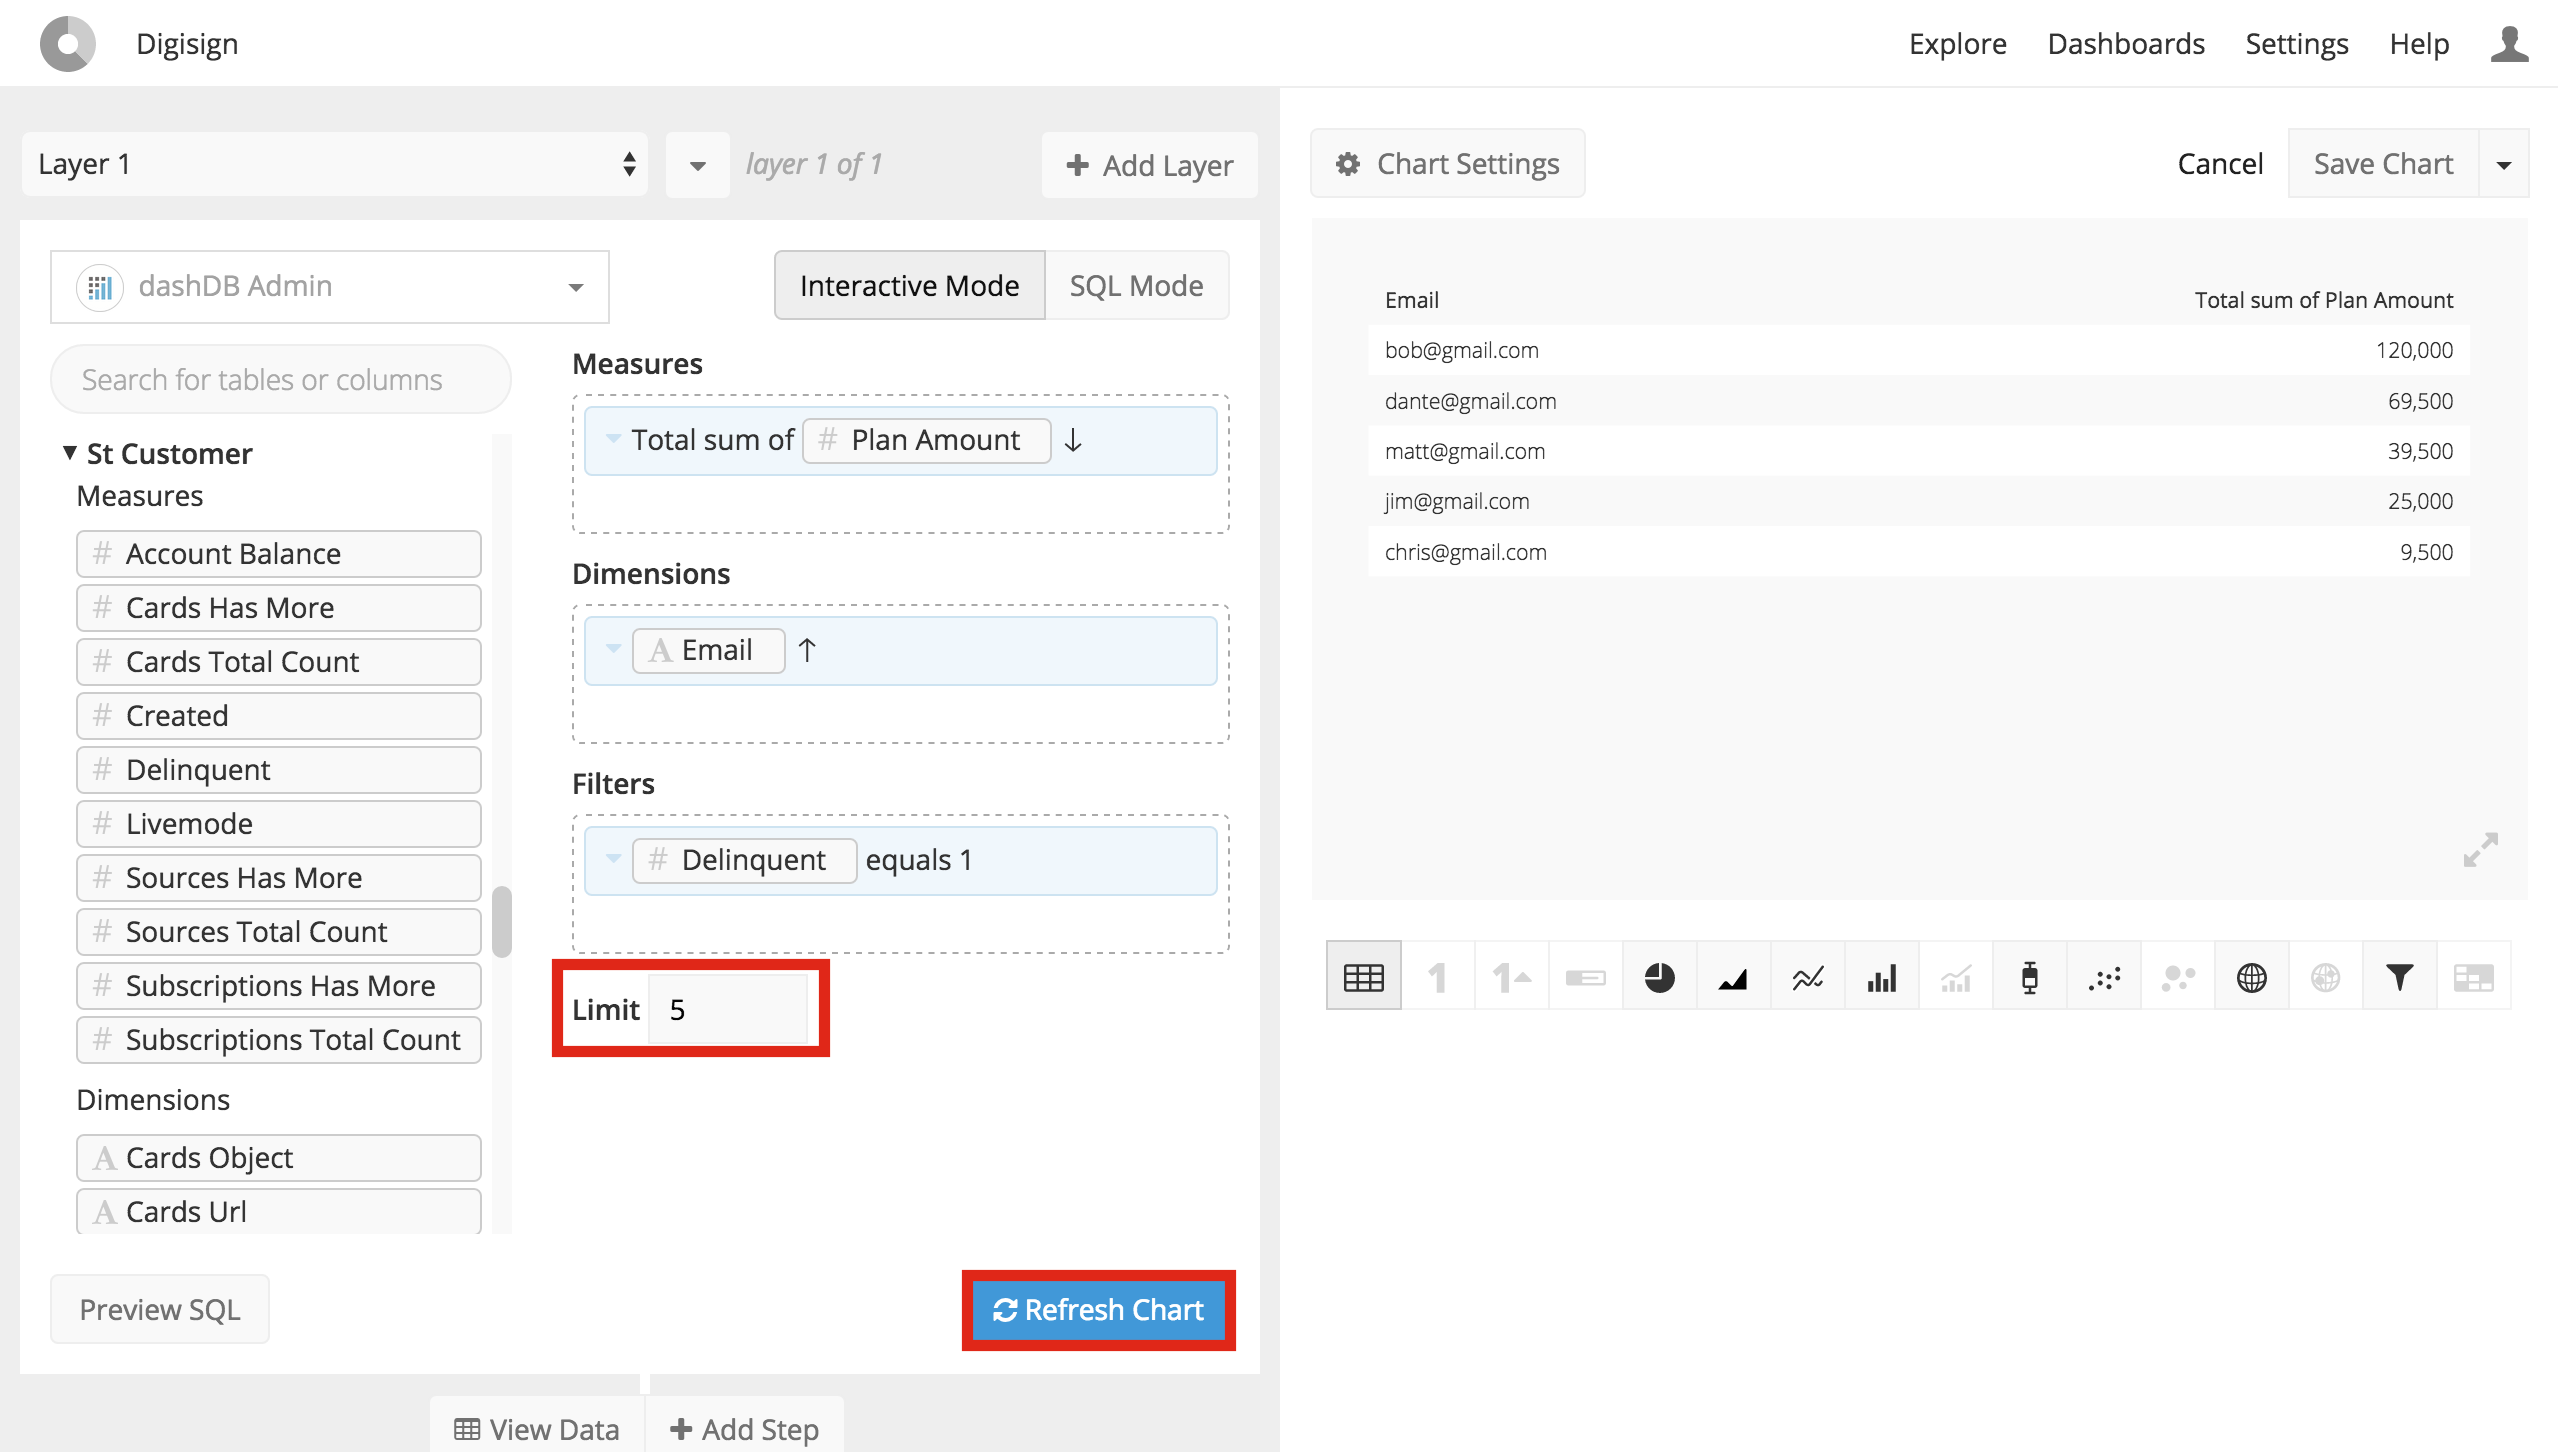 Digisign
Explore Dashboards Settings Help
Layer 1
layer 1 of 1
Add Layer
dashDB Admin
Interactive Mode
SQL Mode
Search for tables or columns
St Customer
Measures
# Account Balance
# Cards Has More
# Cards Total Count
# Created
# Delinquent
# Livemode
# Sources Has More
# Sources Total Count
# Subscriptions Has More
# Subscriptions Total Count
Dimensions
A Cards Object
A Cards Url
Measures
Total sum of # Plan Amount ↓
Dimensions
A Email ↑
Filters
# Delinquent equals 1
Limit 5
Preview SQL
Refresh Chart
View Data
Add Step
Chart Settings
Cancel
Save Chart
Email Total sum of Plan Amount
bob@gmail.com 120,000
dante@gmail.com 69,500
matt@gmail.com 39,500
jim@gmail.com 25,000
chris@gmail.com 9,500
1 1